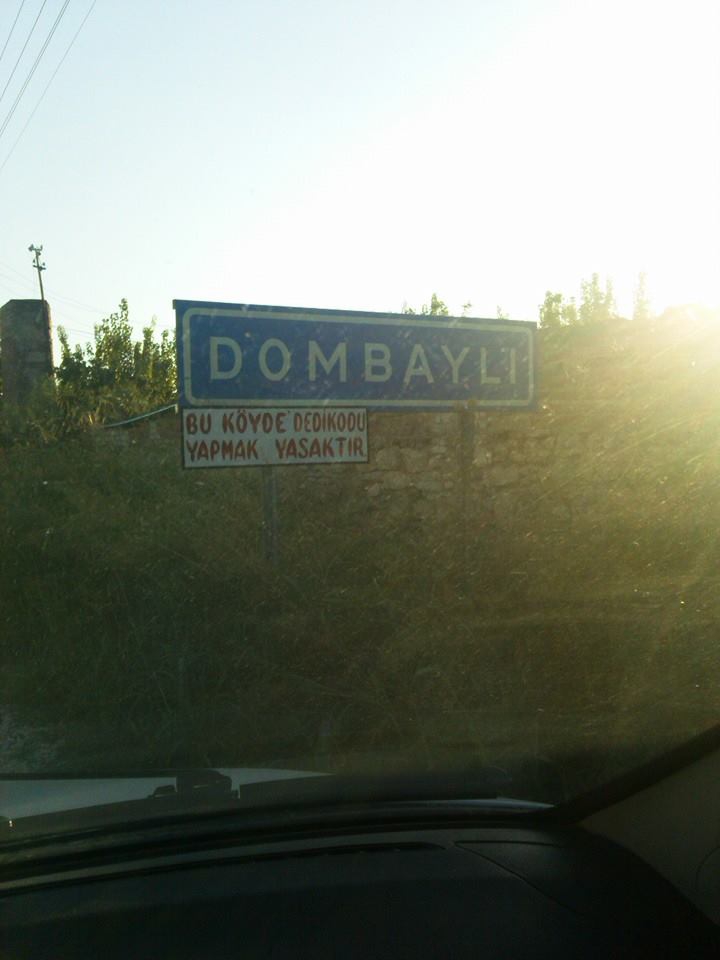 DOMBAYLI
BU KÖYDE' DEDİKODU
YAPMAK YASAKTIR